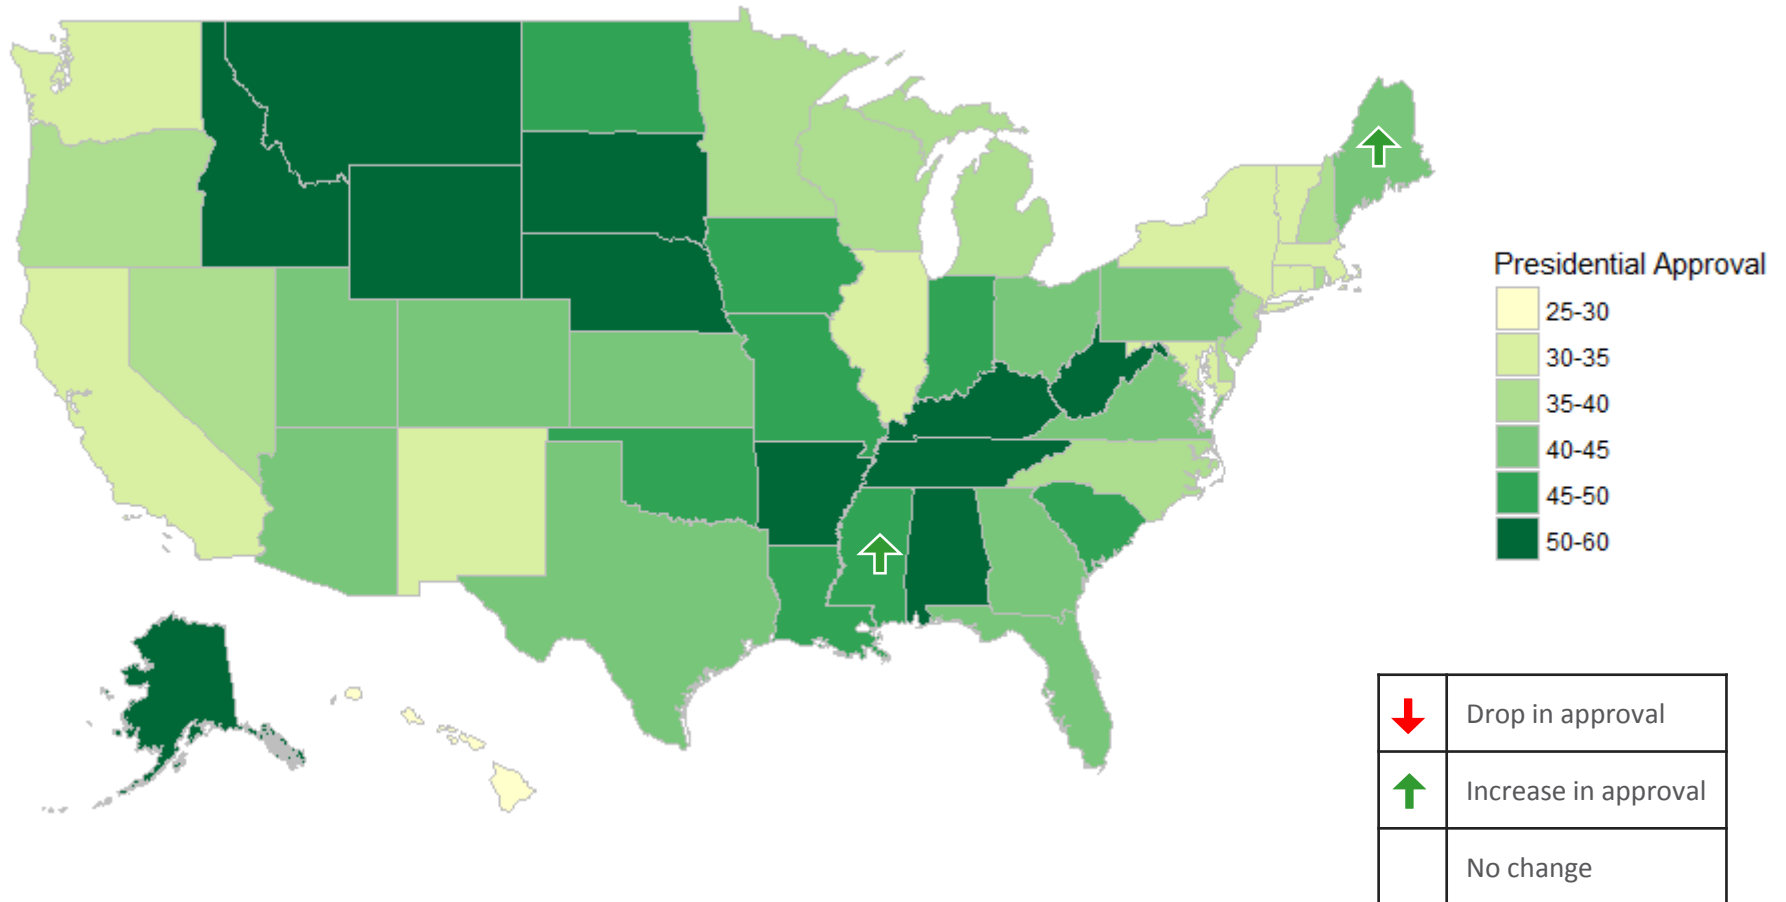 Presidential Approval
25-30
30-35
35-40
40-45
45-50
50-60
Drop in approval
Increase in approval
No change